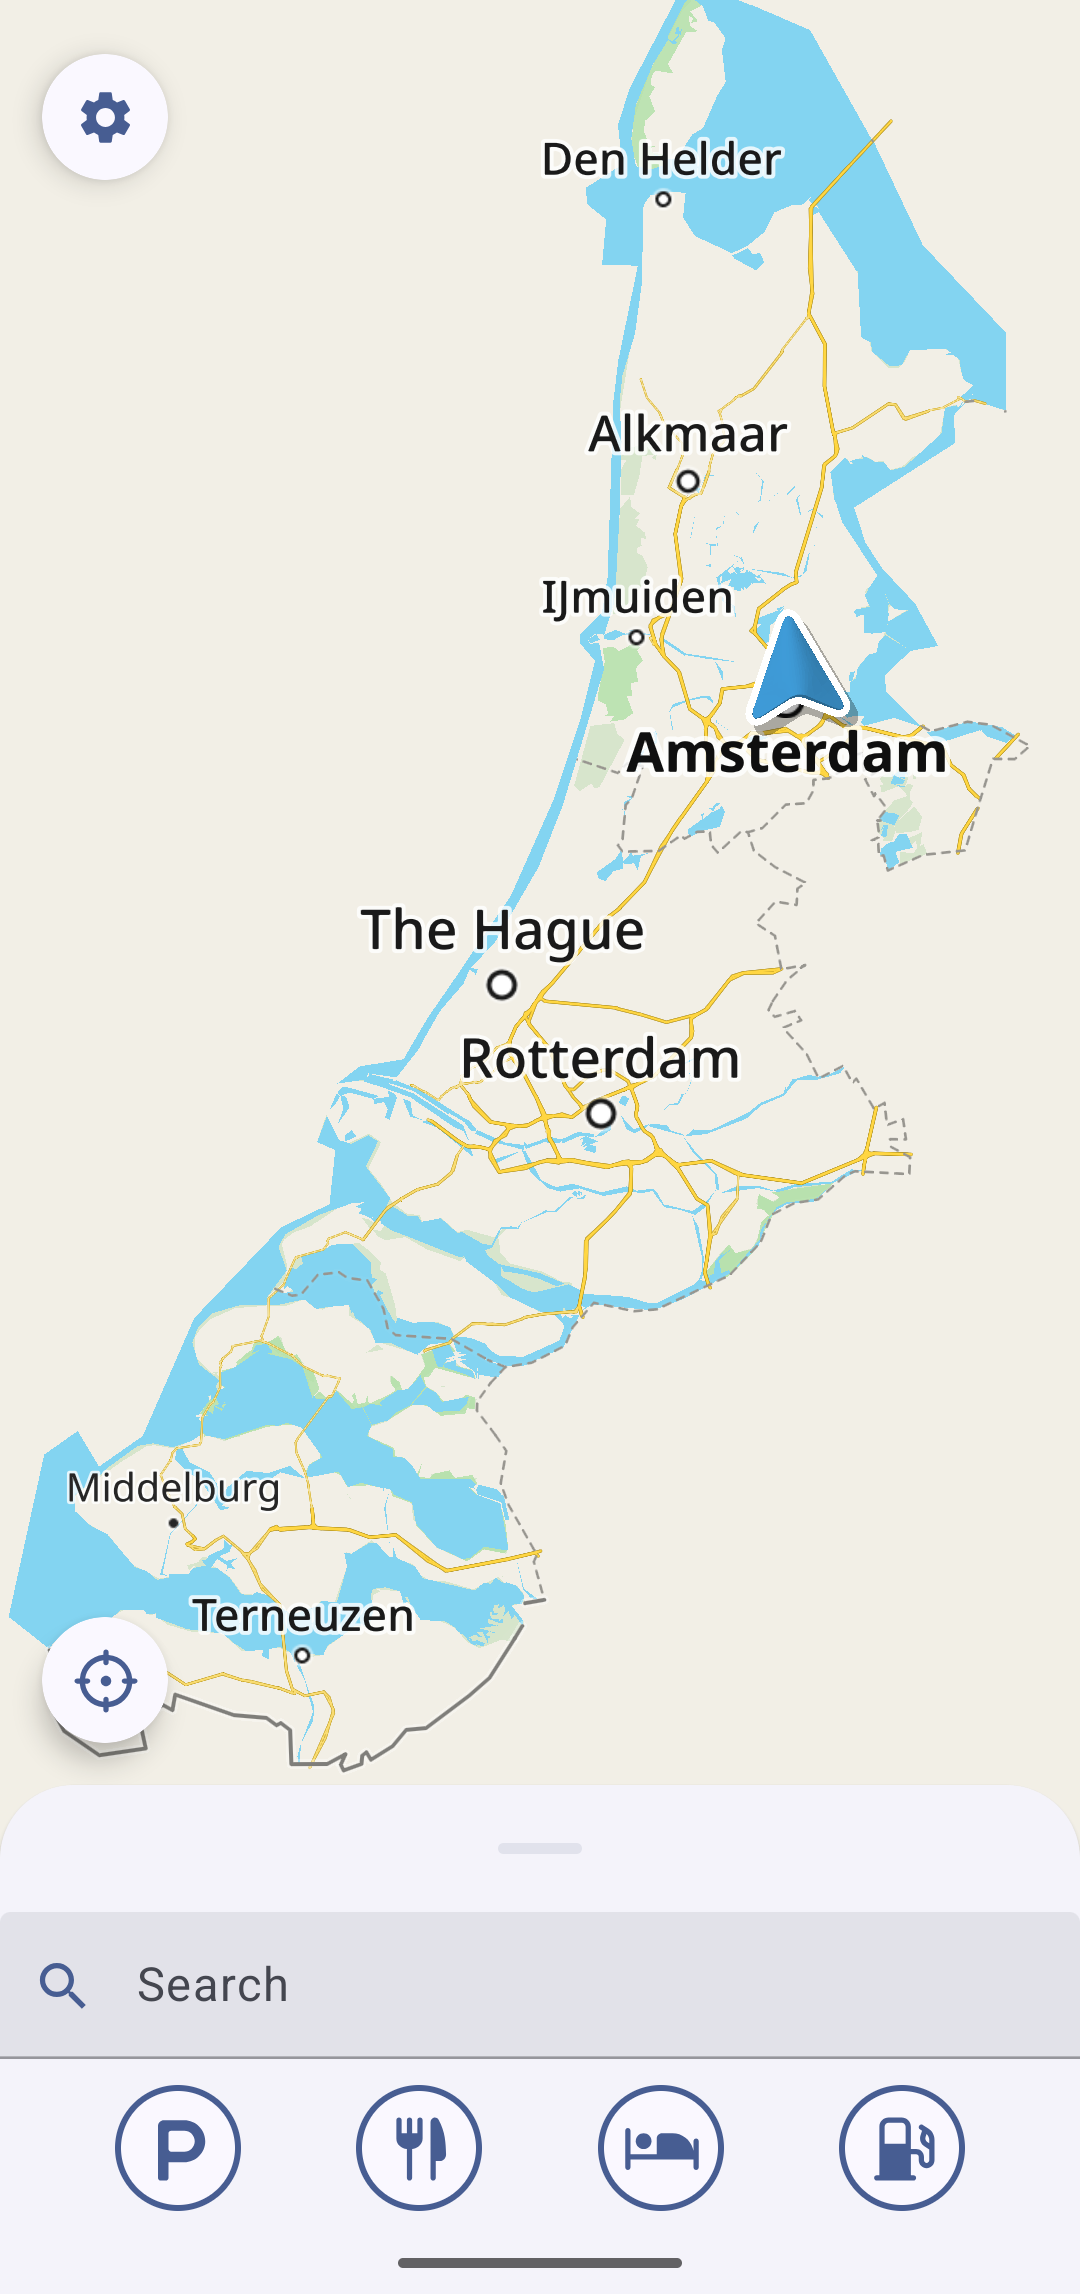 Den Helder
Alkmaar
IJmuiden
Amsterdam
The Hague
Rotterdam
Middelburg
Terneuzen
Search
P